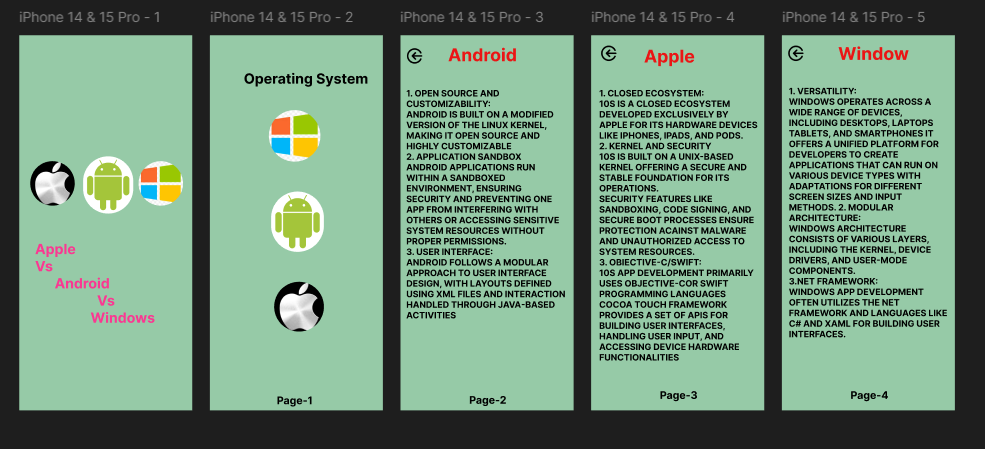 iPhone 14 & 15 Pro - 1
Apple
Vs
Android
Vs
Windows
iPhone 14 & 15 Pro - 2
Operating System
Page-1
iPhone 14 & 15 Pro - 3
Android
1. OPEN SOURCE AND
CUSTOMIZABILITY:
ANDROID IS BUILT ON A MODIFIED
VERSION OF THE LINUX KERNEL,
MAKING IT OPEN SOURCE AND
HIGHLY CUSTOMIZABLE
2. APPLICATION SANDBOX
ANDROID APPLICATIONS RUN
WITHIN A SANDBOXED
ENVIRONMENT, ENSURING
SECURITY AND PREVENTING ONE
APP FROM INTERFERING WITH
OTHERS OR ACCESSING SENSITIVE
SYSTEM RESOURCES WITHOUT
PROPER PERMISSIONS.
3. USER INTERFACE:
ANDROID FOLLOWS A MODULAR
APPROACH TO USER INTERFACE
DESIGN, WITH LAYOUTS DEFINED
USING XML FILES AND INTERACTION
HANDLED THROUGH JAVA-BASED
ACTIVITIES
Page-2
iPhone 14 & 15 Pro - 4
Apple
1. CLOSED ECOSYSTEM:
10S IS A CLOSED ECOSYSTEM
DEVELOPED EXCLUSIVELY BY
APPLE FOR ITS HARDWARE DEVICES
LIKE IPHONES, IPADS, AND PODS.
2. KERNEL AND SECURITY
10S IS BUILT ON A UNIX-BASED
KERNEL OFFERING A SECURE AND
STABLE FOUNDATION FOR ITS
OPERATIONS.
SECURITY FEATURES LIKE
SANDBOXING, CODE SIGNING, AND
SECURE BOOT PROCESSES ENSURE
PROTECTION ACAINST MALWARE
AND UNAUTHORIZED ACCESS TO
SYSTEM RESOURCES.
3. OBIECTIVE-C/SWIFT:
10S APP DEVELOPMENT PRIMARILY
USES OBJECTIVE-COR SWIFT
PROGRAMMING LANGUAGES
COCOA TOUCH FRAMEWORK
PROVIDES A SET OF APIS FOR
BUILDING USER INTERFACES,
HANDLING USER INPUT, AND
ACCESSING DEVICE HARDWARE
FUNCTIONALITIES
Page-3
iPhone 14 & 15 Pro - 5
Window
1. VERSATILITY:
WINDOWS OPERATES ACROSS A
WIDE RANGE OF DEVICES,
INCLUDING DESKTOPS, LAPTOPS
TABLETS, AND SMARTPHONES IT
OFFERS A UNIFIED PLATFORM FOR
DEVELOPERS TO CREATE
APPLICATIONS THAT CAN RUN ON
VARIOUS DEVICE TYPES WITH
ADAPTATIONS FOR DIFFERENT
SCREEN SIZES AND INPUT
METHODS. 2. MODULAR
ARCHITECTURE:
WINDOWS ARCHITECTURE
CONSISTS OF VARIOUS LAYERS,
INCLUDING THE KERNEL, DEVICE
DRIVERS, AND USER-MODE
COMPONENTS.
3.NET FRAMEWORK:
WINDOWS APP DEVELOPMENT
OFTEN UTILIZES THE NET
FRAMEWORK AND LANGUAGES LIKE
C# AND XAML FOR BUILDING USER
INTERFACES.
Page-4